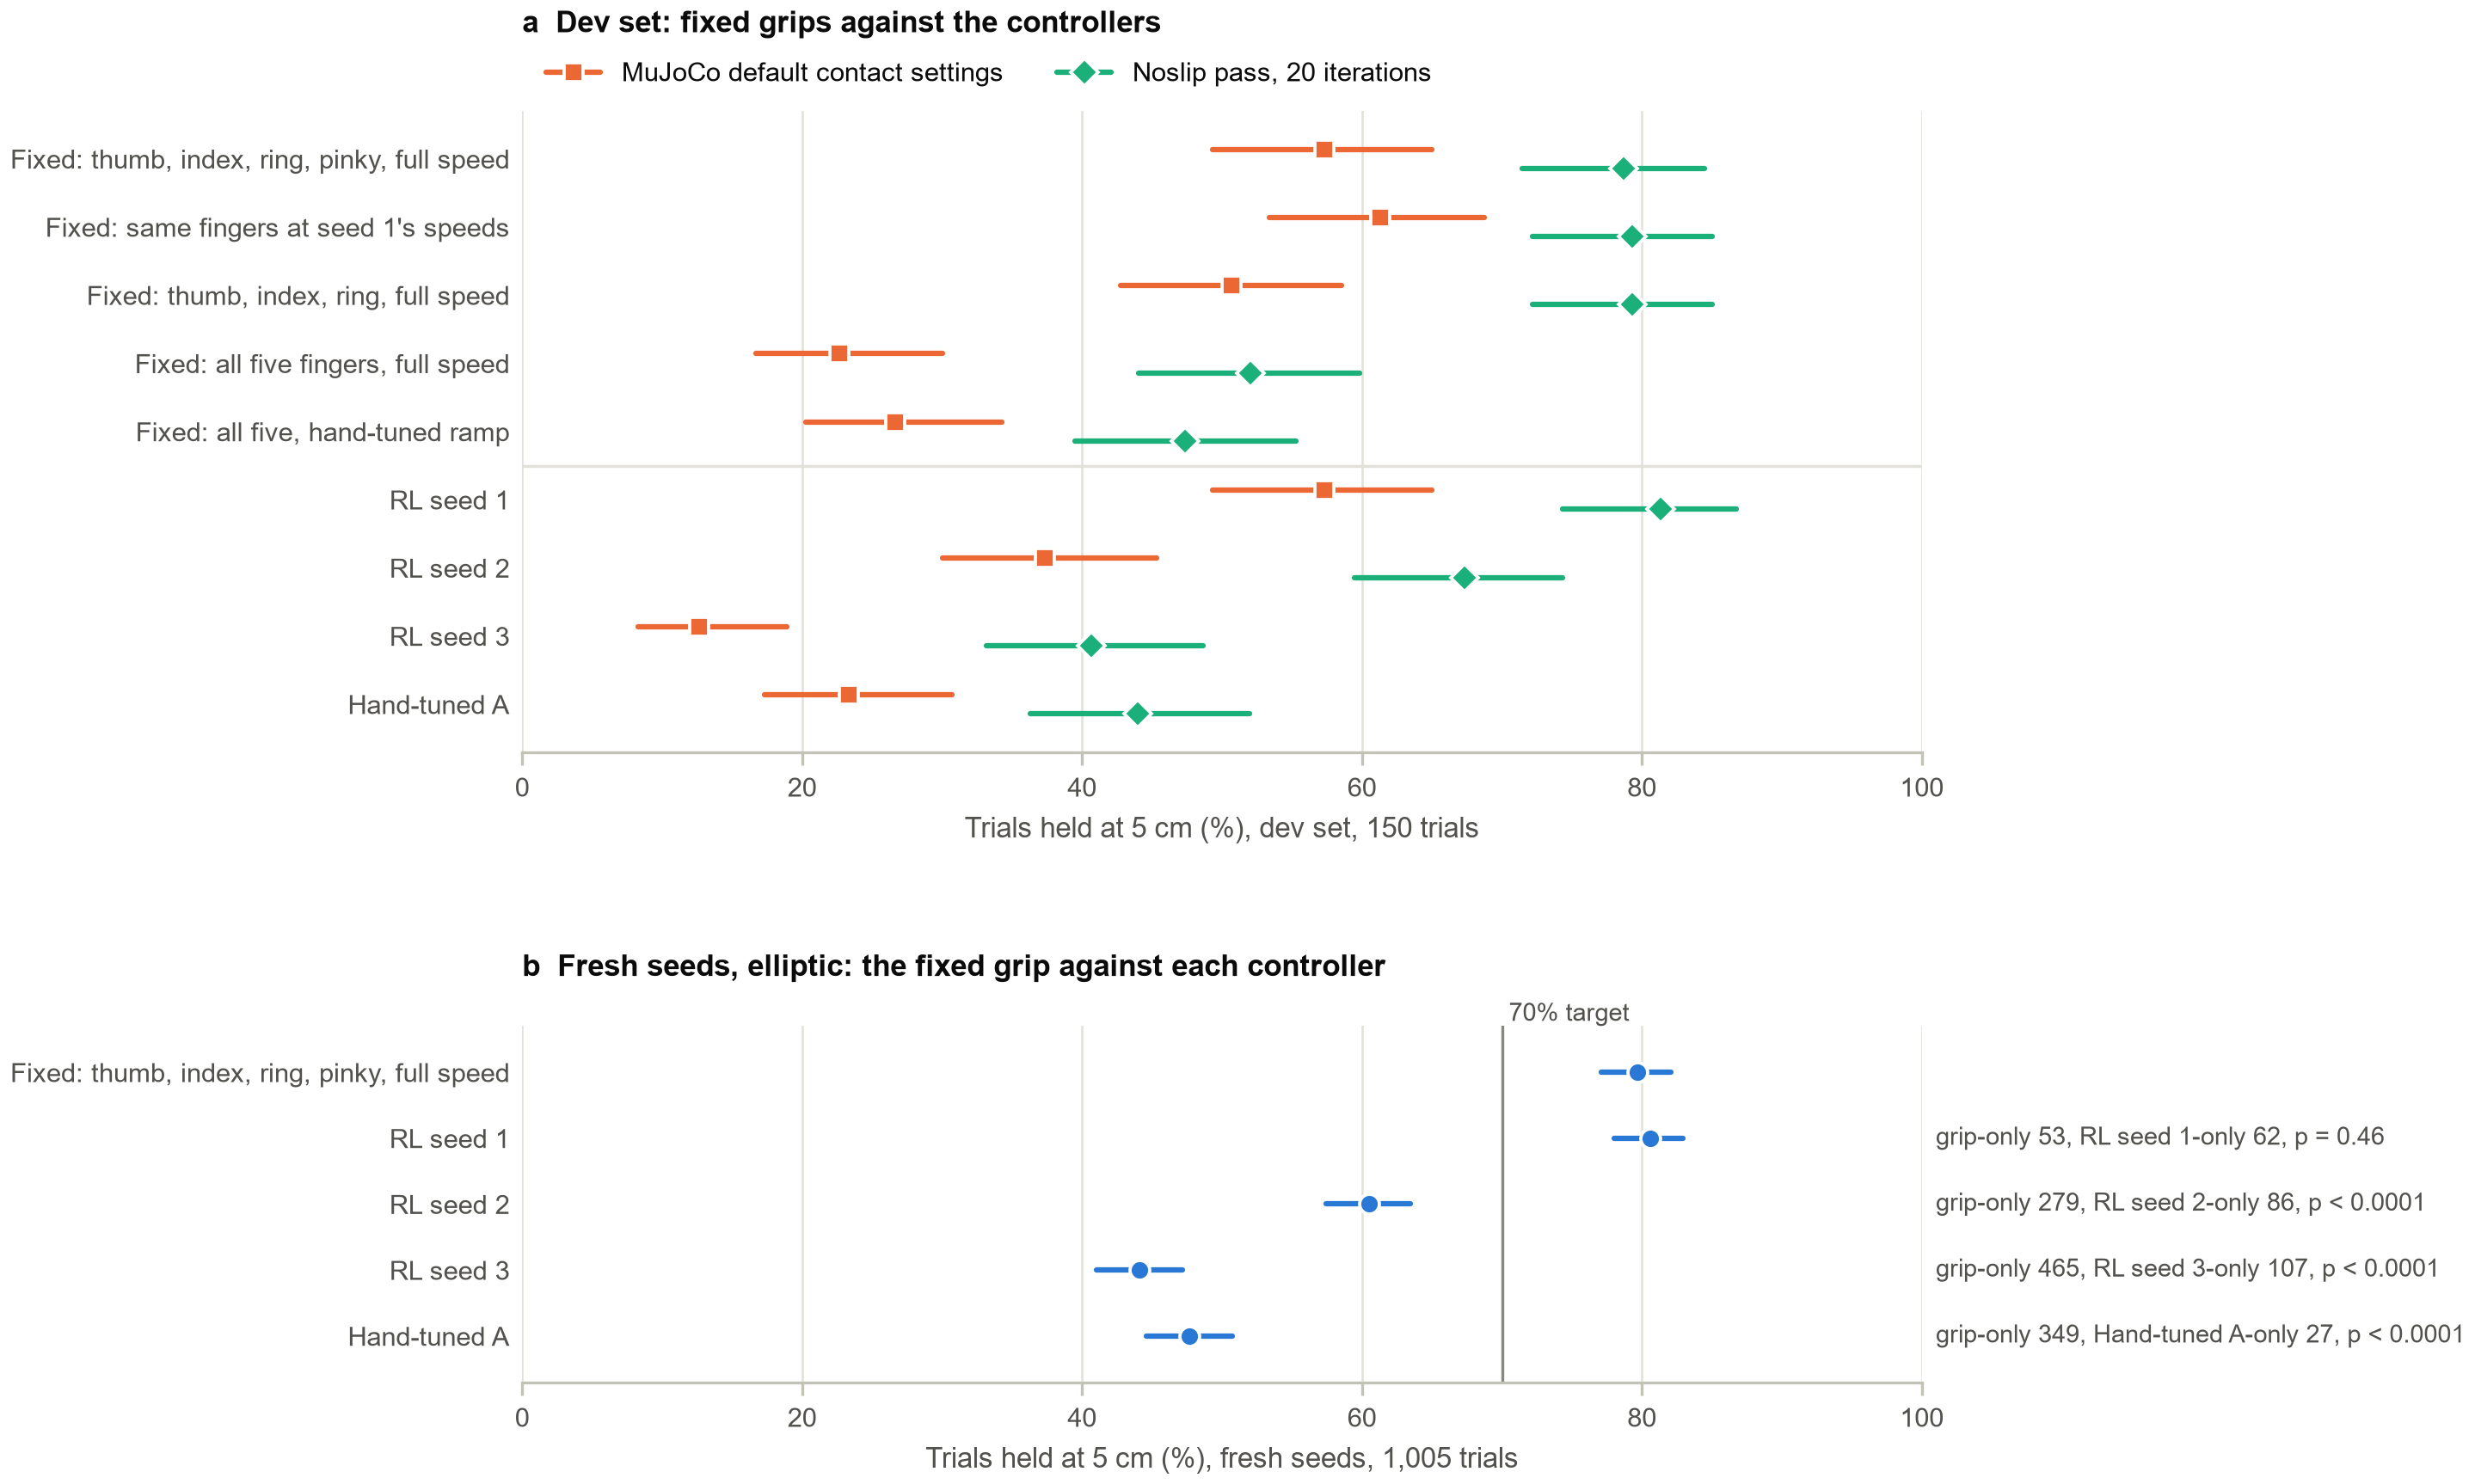 a Dev set: fixed grips against the controllers
MuJoCo default contact settings
Noslip pass, 20 iterations
Fixed: thumb, index, ring, pinky, full speed
Fixed: same fingers at seed 1's speeds
Fixed: thumb, index, ring, full speed
Fixed: all five fingers, full speed
Fixed: all five, hand-tuned ramp
RL seed 1
RL seed 2
RL seed 3
Hand-tuned A
0 20 40 60 80 100
Trials held at 5 cm (%), dev set, 150 trials
b Fresh seeds, elliptic: the fixed grip against each controller
70% target
Fixed: thumb, index, ring, pinky, full speed
RL seed 1
grip-only 53, RL seed 1-only 62, p = 0.46
RL seed 2
grip-only 279, RL seed 2-only 86, p < 0.0001
RL seed 3
grip-only 465, RL seed 3-only 107, p < 0.0001
Hand-tuned A
grip-only 349, Hand-tuned A-only 27, p < 0.0001
0 20 40 60 80 100
Trials held at 5 cm (%), fresh seeds, 1,005 trials